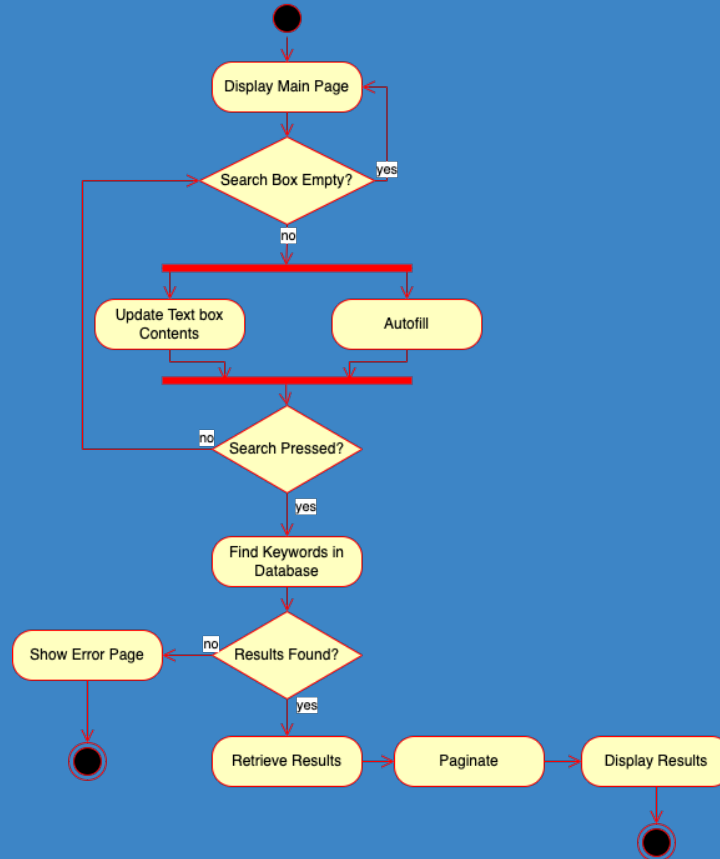 Display Main Page
yes
Search Box Empty?
no
Update Text box
Contents
Autofill
no
Search Pressed?
yes
Find Keywords in
Database
no
Show Error Page
Results Found?
yes
Retrieve Results
Paginate
Display Results